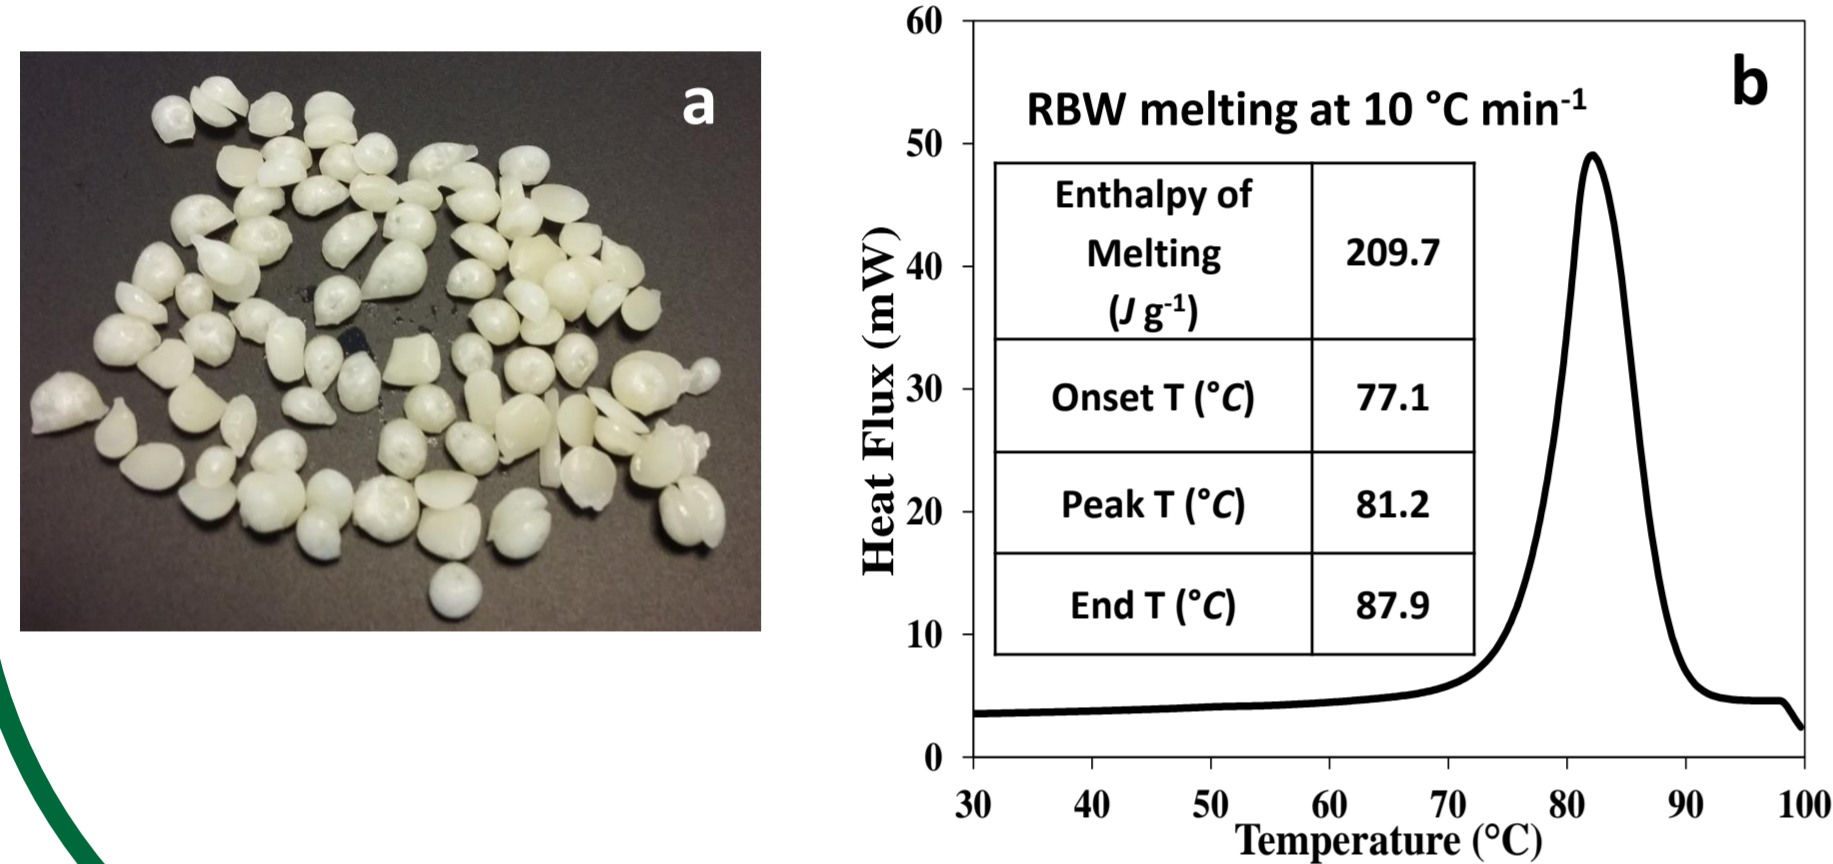 a
b
RBW melting at 10 °C min⁻¹
Enthalpy of
Melting
(J g⁻¹)
209.7
Onset T (°C)
77.1
Peak T (°C)
81.2
End T (°C)
87.9
Heat Flux (mW)
60
50
40
30
20
10
0
30 40 50 60 70 80 90 100
Temperature (°C)